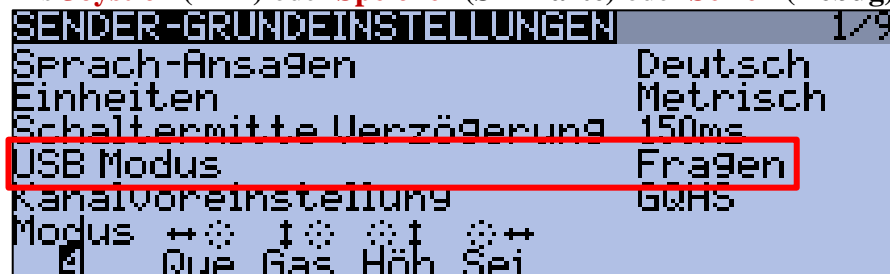 SENDER-GRUNDEINSTELLUNGEN 1/9
Sprach-Ansagen Deutsch
Einheiten Metrisch
Schaltermitte Verzögerung 150ms
USB Modus Fragen
Kanalvoreinstellung GQHS
Modus ↔ ↕ ↕ ↔
Que Gas Höh Sei